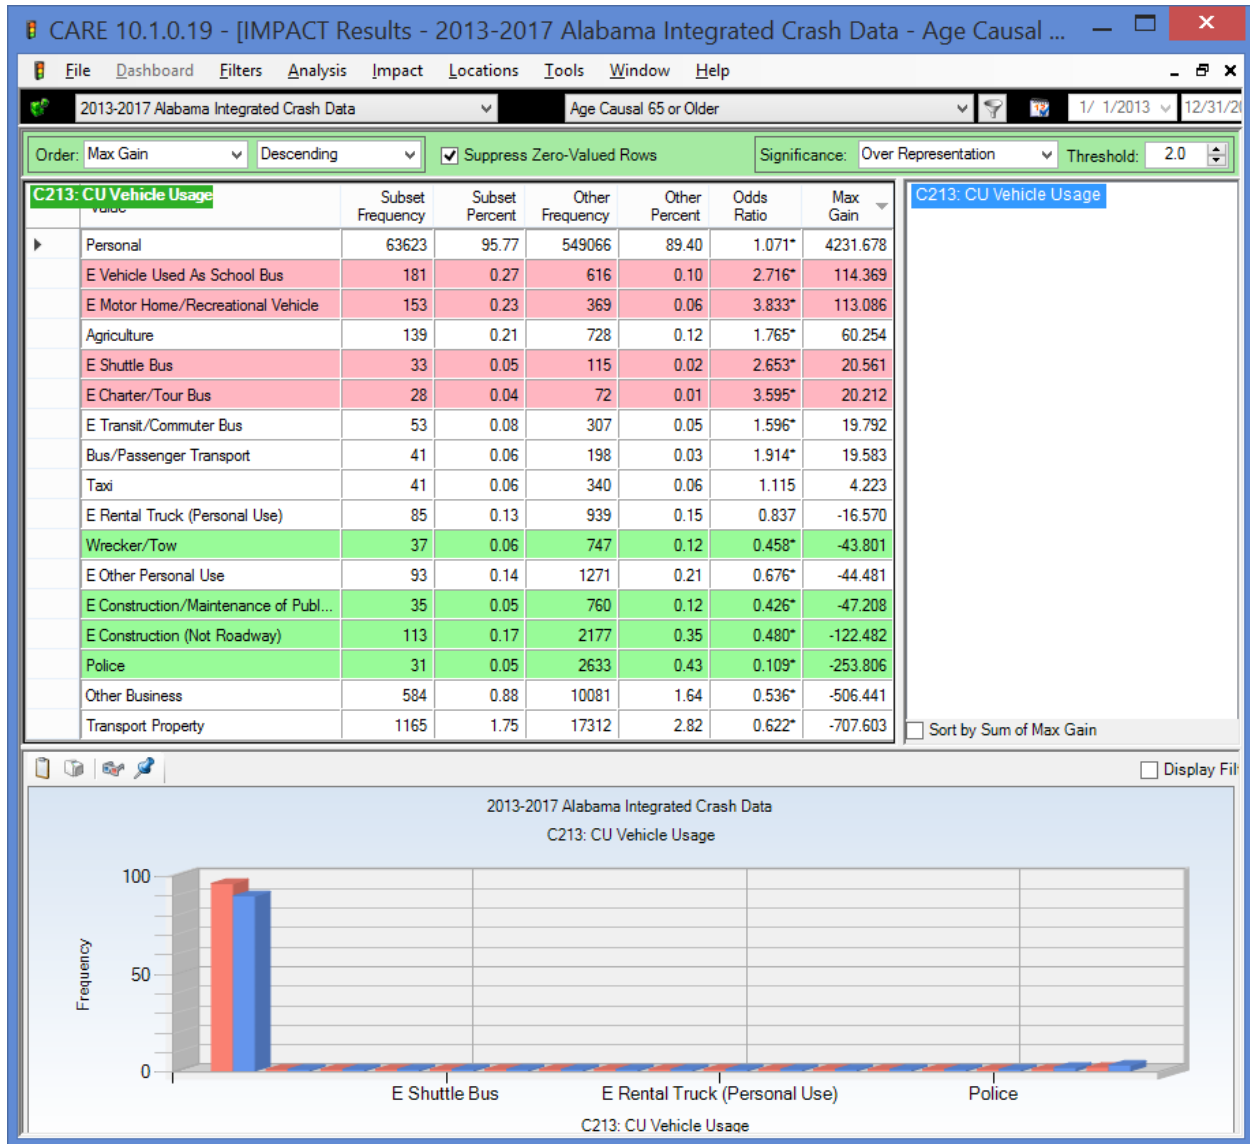 CARE 10.1.0.19 - [IMPACT Results - 2013-2017 Alabama Integrated Crash Data - Age Causal ...
File Dashboard Filters Analysis Impact Locations Tools Window Help
2013-2017 Alabama Integrated Crash Data Age Causal 65 or Older 1/ 1/2013 12/31/20
Order: Max Gain Descending Suppress Zero-Valued Rows Significance: Over Representation Threshold: 2.0
C213: CU Vehicle Usage Subset Frequency Subset Percent Other Frequency Other Percent Odds Ratio Max Gain C213: CU Vehicle Usage
Personal 63623 95.77 549066 89.40 1.071* 4231.678
E Vehicle Used As School Bus 181 0.27 616 0.10 2.716* 114.369
E Motor Home/Recreational Vehicle 153 0.23 369 0.06 3.833* 113.086
Agriculture 139 0.21 728 0.12 1.765* 60.254
E Shuttle Bus 33 0.05 115 0.02 2.653* 20.561
E Charter/Tour Bus 28 0.04 72 0.01 3.595* 20.212
E Transit/Commuter Bus 53 0.08 307 0.05 1.596* 19.792
Bus/Passenger Transport 41 0.06 198 0.03 1.914* 19.583
Taxi 41 0.06 340 0.06 1.115 4.223
E Rental Truck (Personal Use) 85 0.13 939 0.15 0.837 -16.570
Wrecker/Tow 37 0.06 747 0.12 0.458* -43.801
E Other Personal Use 93 0.14 1271 0.21 0.676* -44.481
E Construction/Maintenance of Publ... 35 0.05 760 0.12 0.426* -47.208
E Construction (Not Roadway) 113 0.17 2177 0.35 0.480* -122.482
Police 31 0.05 2633 0.43 0.109* -253.806
Other Business 584 0.88 10081 1.64 0.536* -506.441
Transport Property 1165 1.75 17312 2.82 0.622* -707.603
Sort by Sum of Max Gain
Display Filt
2013-2017 Alabama Integrated Crash Data
C213: CU Vehicle Usage
100
50
0
Frequency
E Shuttle Bus E Rental Truck (Personal Use) Police
C213: CU Vehicle Usage